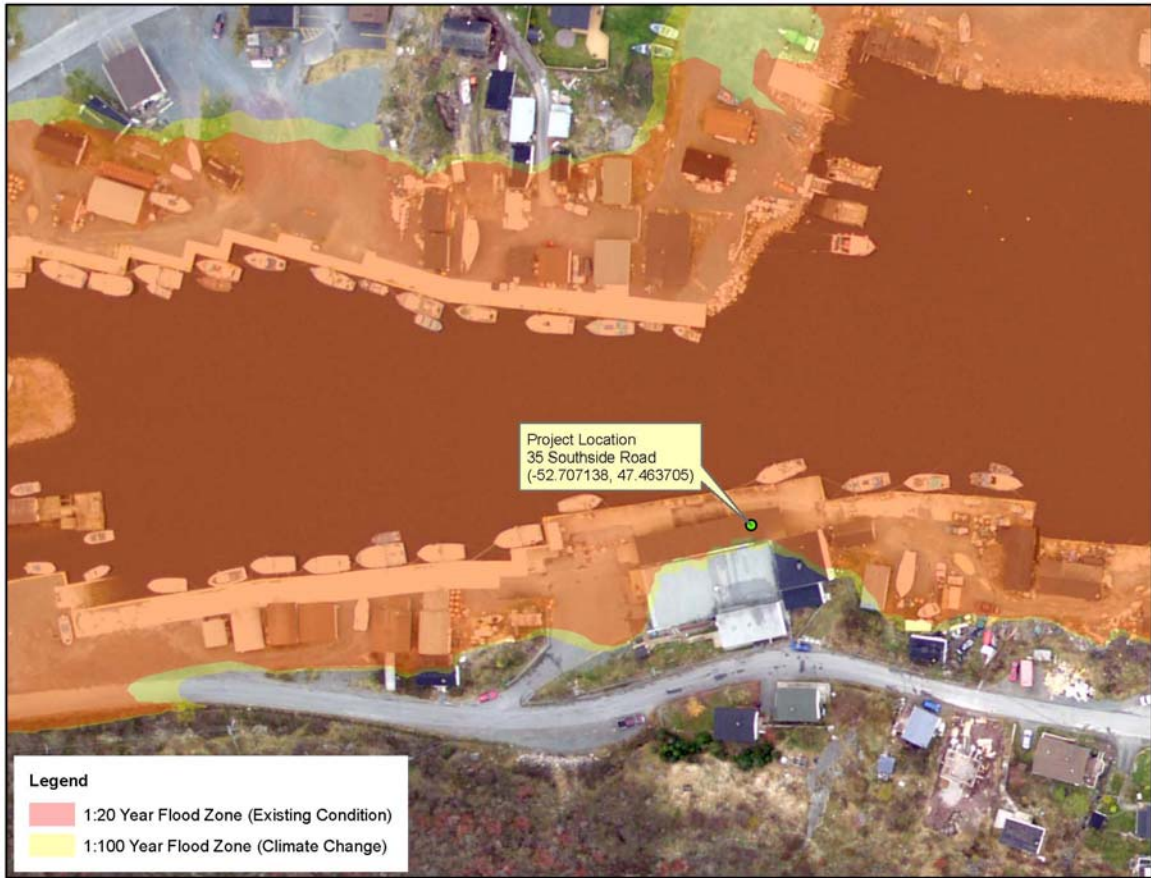 Project Location
35 Southside Road
(-52.707138, 47.463705)
Legend
1:20 Year Flood Zone (Existing Condition)
1:100 Year Flood Zone (Climate Change)